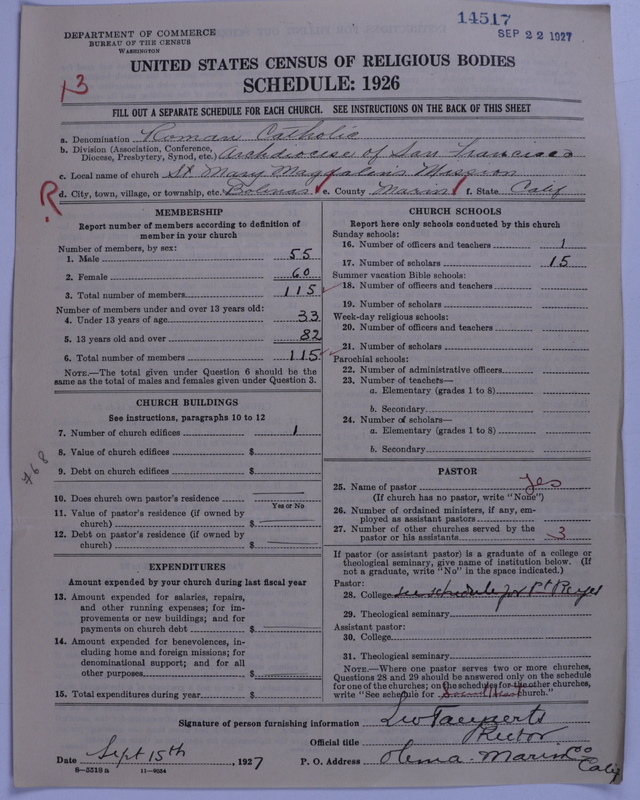 14517
SEP 22 1927
DEPARTMENT OF COMMERCE
BUREAU OF THE CENSUS
WASHINGTON
UNITED STATES CENSUS OF RELIGIOUS BODIES
SCHEDULE: 1926
13
FILL OUT A SEPARATE SCHEDULE FOR EACH CHURCH. SEE INSTRUCTIONS ON THE BACK OF THIS SHEET
a. Denomination Roman Catholic
b. Division (Association, Conference, Diocese, Presbytery, Synod, etc.) Archdiocese of San Francisco
c. Local name of church St. Mary Magdalins Mission
R
d. City, town, village, or township, etc. Bolinas e. County Marin f. State Calif
MEMBERSHIP
Report number of members according to definition of
member in your church
Number of members, by sex:
1. Male 55
2. Female 60
3. Total number of members 115
Number of members under and over 13 years old:
4. Under 13 years of age 33
5. 13 years old and over 82
6. Total number of members 115
NOTE.—The total given under Question 6 should be the
same as the total of males and females given under Question 3.
CHURCH BUILDINGS
See instructions, paragraphs 10 to 12
7. Number of church edifices 1
8. Value of church edifices $
9. Debt on church edifices $
768
10. Does church own pastor's residence
Yes or No
11. Value of pastor's residence (if owned by
church) $
12. Debt on pastor's residence (if owned by
church) $
EXPENDITURES
Amount expended by your church during last fiscal year
13. Amount expended for salaries, repairs,
and other running expenses; for im-
provements or new buildings; and for
payments on church debt $
14. Amount expended for benevolences, in-
cluding home and foreign missions; for
denominational support; and for all
other purposes $
15. Total expenditures during year $
CHURCH SCHOOLS
Report here only schools conducted by this church
Sunday schools:
16. Number of officers and teachers 1
17. Number of scholars 15
Summer vacation Bible schools:
18. Number of officers and teachers
19. Number of scholars
Week-day religious schools:
20. Number of officers and teachers
21. Number of scholars
Parochial schools:
22. Number of administrative officers
23. Number of teachers—
a. Elementary (grades 1 to 8)
b. Secondary
24. Number of scholars—
a. Elementary (grades 1 to 8)
b. Secondary
PASTOR
25. Name of pastor yes
(If church has no pastor, write "None")
26. Number of ordained ministers, if any, em-
ployed as assistant pastors
27. Number of other churches served by the
pastor or his assistants 3
If pastor (or assistant pastor) is a graduate of a college or
theological seminary, give name of institution below. (If
not a graduate, write "No" in the space indicated.)
Pastor:
28. College see schedule for Pt Reyes
29. Theological seminary
Assistant pastor:
30. College
31. Theological seminary
NOTE.—Where one pastor serves two or more churches,
Questions 28 and 29 should be answered only on the schedule
for one of the churches; on the schedules for the other churches,
write "See schedule for Sacred Heart church."
Signature of person furnishing information
Official title Rector
Date Sept 15th, 1927 P. O. Address Olema. Marin Co
Calif
6—5518a 11—9054